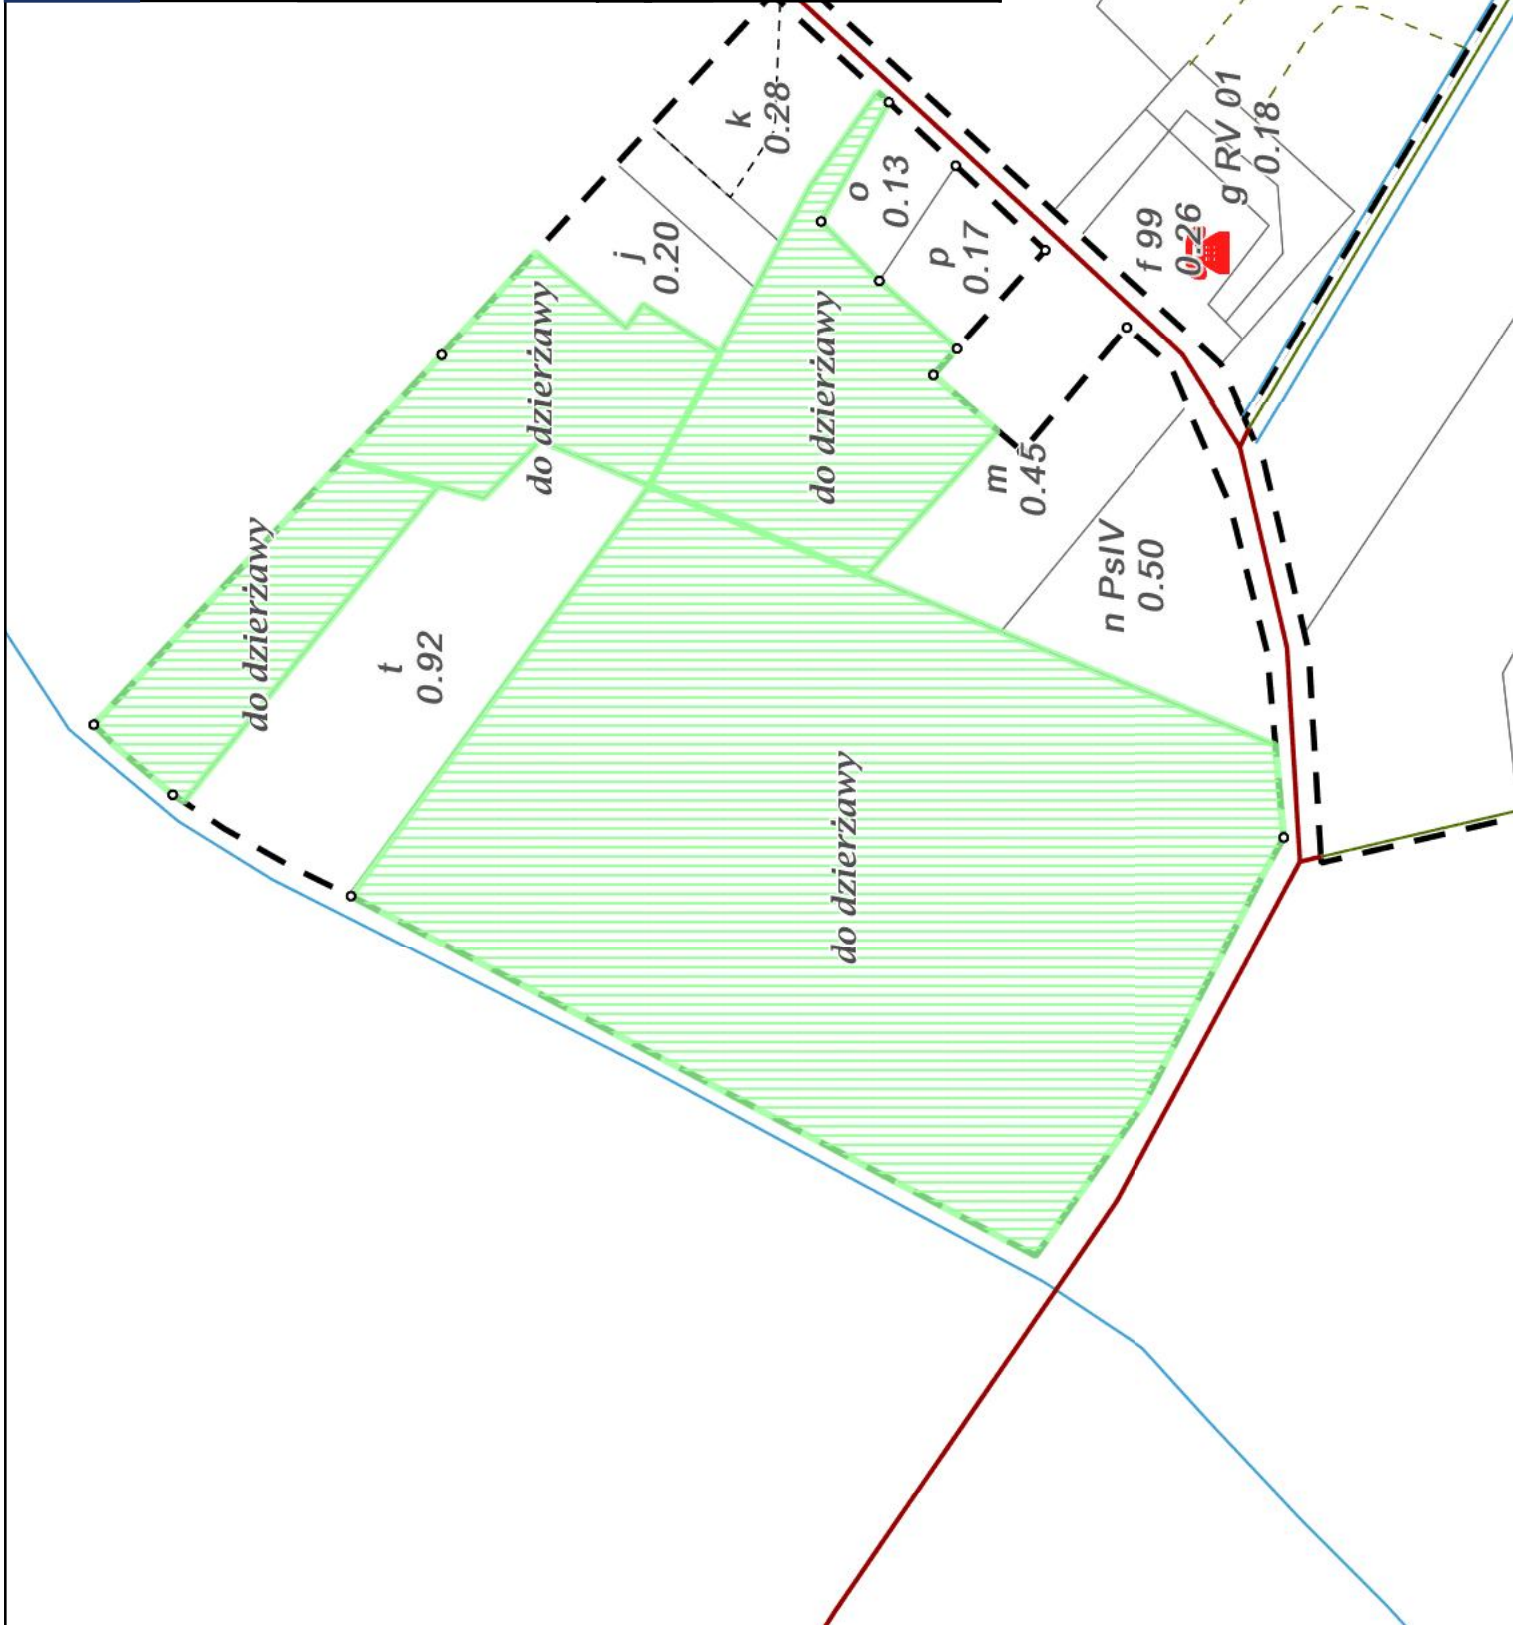 k
0.28
j
0.20
o
0.13
p
0.17
g RV 01
0.18
f 99
0.26
do dzierżawy
do dzierżawy
m
0.45
n PsIV
0.50
do dzierżawy
t
0.92
do dzierżawy